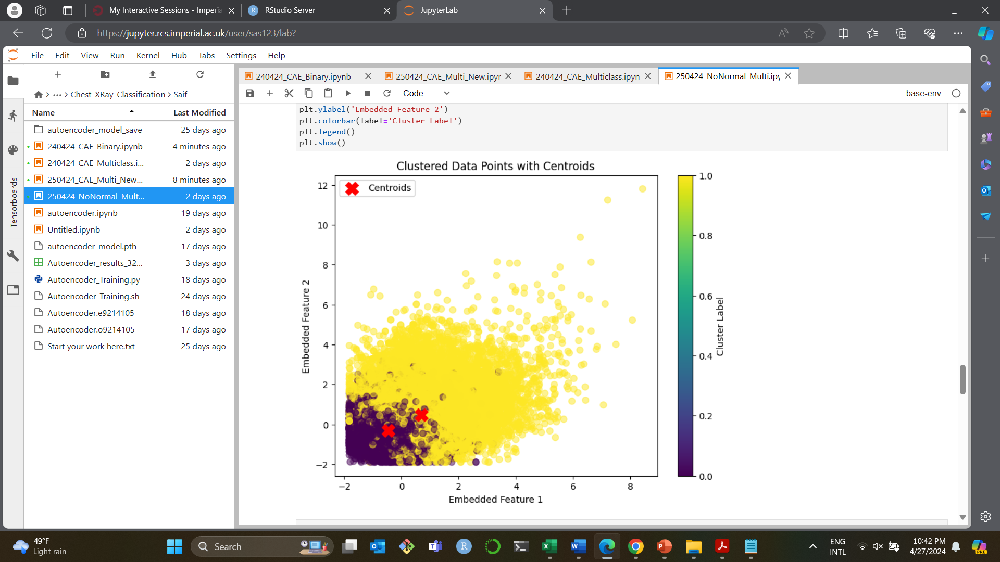 My Interactive Sessions - Imperia
RStudio Server
JupyterLab
https://jupyter.rcs.imperial.ac.uk/user/sas123/lab?
File Edit View Run Kernel Hub Tabs Settings Help
240424_CAE_Binary.ipynb
250424_CAE_Multi_New.ipyr
240424_CAE_Multiclass.ipyn
250424_NoNormal_Multi.ipy
Code
base-env
… > Chest_XRay_Classification > Saif
Name Last Modified
autoencoder_model_save 25 days ago
240424_CAE_Binary.ipynb 4 minutes ago
240424_CAE_Multiclass.i... 2 days ago
250424_CAE_Multi_New... 8 minutes ago
250424_NoNormal_Mult... 2 days ago
autoencoder.ipynb 19 days ago
Untitled.ipynb 2 days ago
autoencoder_model.pth 17 days ago
Autoencoder_results_32... 3 days ago
Autoencoder_Training.py 18 days ago
Autoencoder_Training.sh 24 days ago
Autoencoder.e9214105 18 days ago
Autoencoder.o9214105 17 days ago
Start your work here.txt 25 days ago
Tensorboards
plt.ylabel('Embedded Feature 2')
plt.colorbar(label='Cluster Label')
plt.legend()
plt.show()
Clustered Data Points with Centroids
Centroids
12
10
8
6
4
2
0
−2
Embedded Feature 2
−2 0 2 4 6 8
Embedded Feature 1
1.0
0.8
0.6
0.4
0.2
0.0
Cluster Label
49°F
Light rain
Search
ENG
INTL
10:42 PM
4/27/2024
PRE